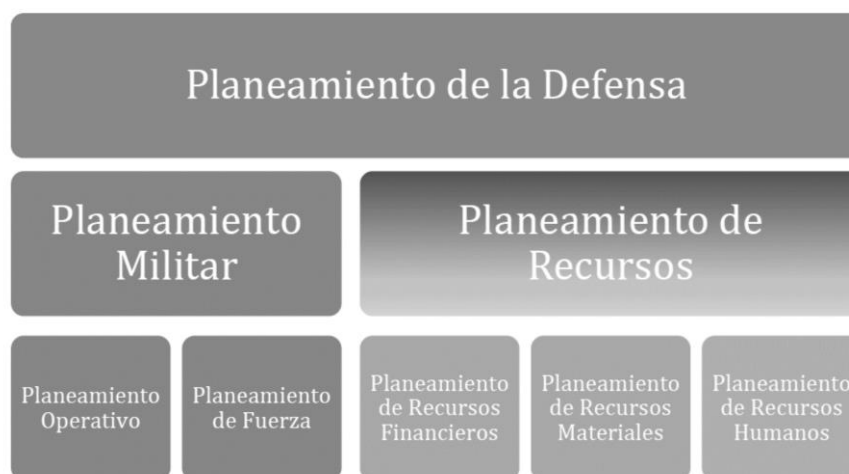 Planeamiento de la Defensa
Planeamiento
Militar
Planeamiento de
Recursos
Planeamiento
Operativo
Planeamiento
de Fuerza
Planeamiento
de Recursos
Financieros
Planeamiento
de Recursos
Materiales
Planeamiento
de Recursos
Humanos